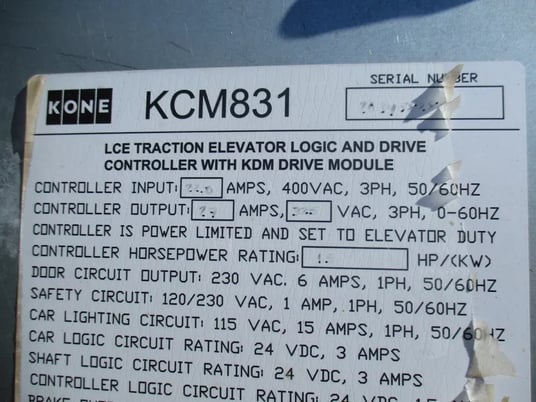 SERIAL NUMBER
KONE KCM831
LCE TRACTION ELEVATOR LOGIC AND DRIVE
CONTROLLER WITH KDM DRIVE MODULE
CONTROLLER INPUT: AMPS, 400VAC, 3PH, 50/60HZ
CONTROLLER OUTPUT: AMPS, VAC, 3PH, 0-60HZ
CONTROLLER IS POWER LIMITED AND SET TO ELEVATOR DUTY
CONTROLLER HORSEPOWER RATING: HP/(KW)
DOOR CIRCUIT OUTPUT: 230 VAC. 6 AMPS, 1PH, 50/60HZ
SAFETY CIRCUIT: 120/230 VAC, 1 AMP, 1PH, 50/60HZ
CAR LIGHTING CIRCUIT: 115 VAC, 15 AMPS, 1PH, 50/60HZ
CAR LOGIC CIRCUIT RATING: 24 VDC, 3 AMPS
SHAFT LOGIC CIRCUIT RATING: 24 VDC, 3 AMPS
CONTROLLER LOGIC CIRCUIT RATING: 24 VDC,
BRAKE